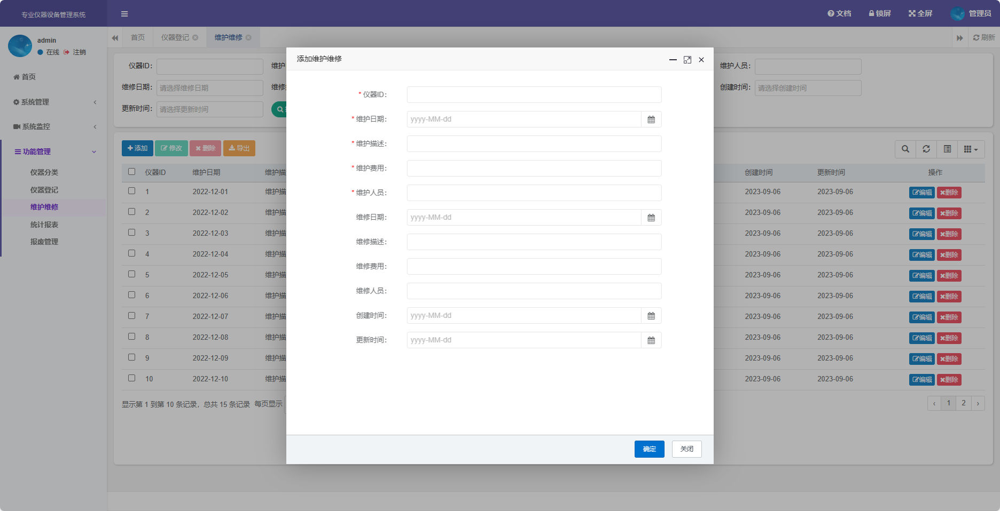 专业仪器设备管理系统
文档 锁屏 全屏 管理员
admin
在线 注销
首页 仪器登记 维护维修 刷新
首页
系统管理
系统监控
功能管理
仪器分类
仪器登记
维护维修
统计报表
报废管理
仪器ID： 维护 维护人员：
维修日期： 请选择维修日期 维修 创建时间： 请选择创建时间
更新时间： 请选择更新时间
添加 修改 删除 导出
仪器ID 维护日期 维护描 创建时间 更新时间 操作
1 2022-12-01 维护描 2023-09-06 2023-09-06 编辑 删除
2 2022-12-02 维护描 2023-09-06 2023-09-06 编辑 删除
3 2022-12-03 维护描 2023-09-06 2023-09-06 编辑 删除
4 2022-12-04 维护描 2023-09-06 2023-09-06 编辑 删除
5 2022-12-05 维护描 2023-09-06 2023-09-06 编辑 删除
6 2022-12-06 维护描 2023-09-06 2023-09-06 编辑 删除
7 2022-12-07 维护描 2023-09-06 2023-09-06 编辑 删除
8 2022-12-08 维护描 2023-09-06 2023-09-06 编辑 删除
9 2022-12-09 维护描 2023-09-06 2023-09-06 编辑 删除
10 2022-12-10 维护描 2023-09-06 2023-09-06 编辑 删除
显示第 1 到第 10 条记录，总共 15 条记录 每页显示 ‹ 1 2 ›
添加维护维修
* 仪器ID：
* 维护日期： yyyy-MM-dd
* 维护描述：
* 维护费用：
* 维护人员：
维修日期： yyyy-MM-dd
维修描述：
维修费用：
维修人员：
创建时间： yyyy-MM-dd
更新时间： yyyy-MM-dd
确定 关闭